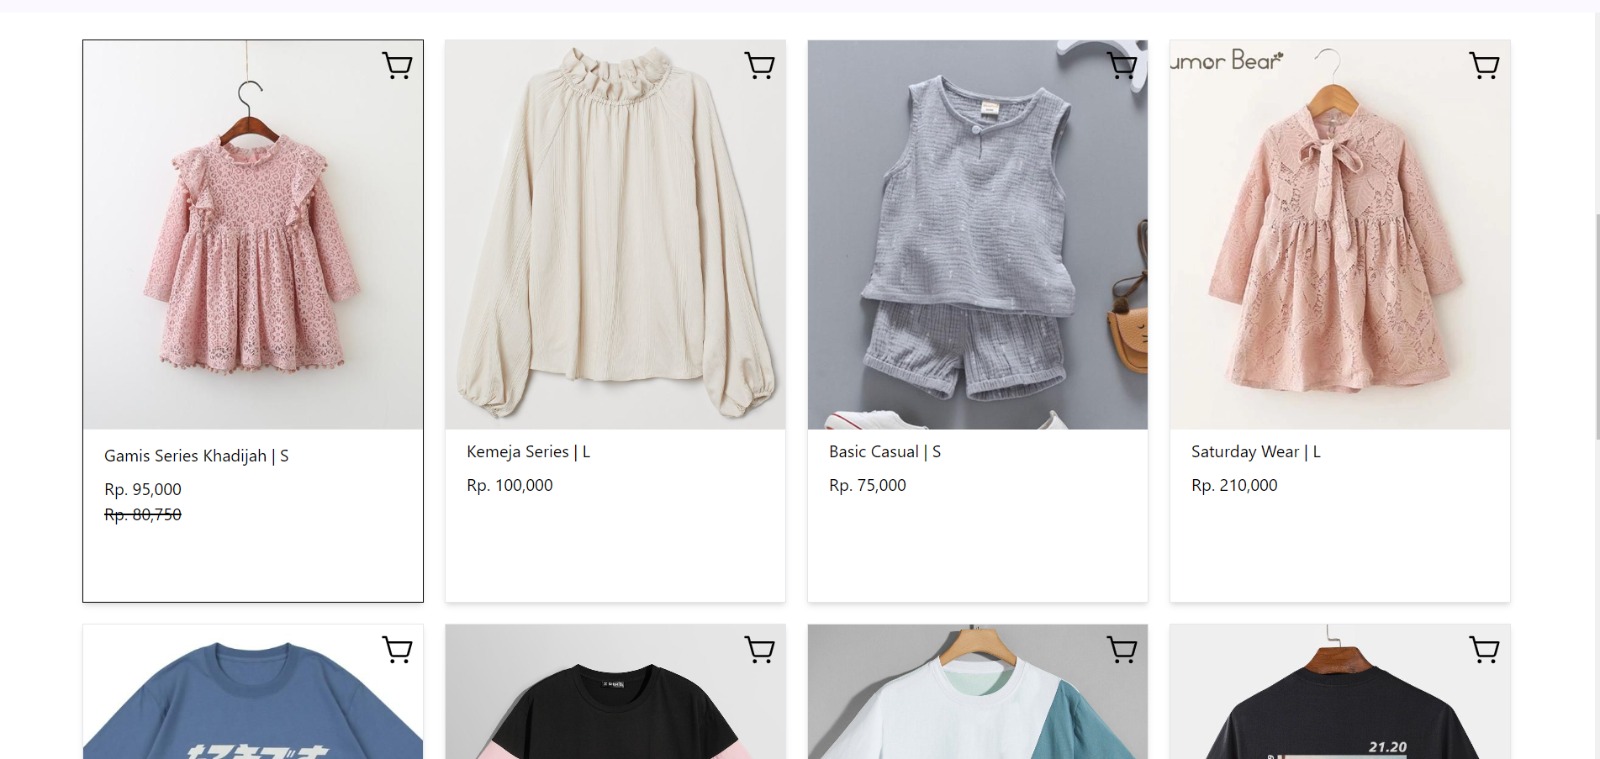 umor Bear
Gamis Series Khadijah | S
Rp. 95,000
Rp. 80,750
Kemeja Series | L
Rp. 100,000
Basic Casual | S
Rp. 75,000
Saturday Wear | L
Rp. 210,000
21.20